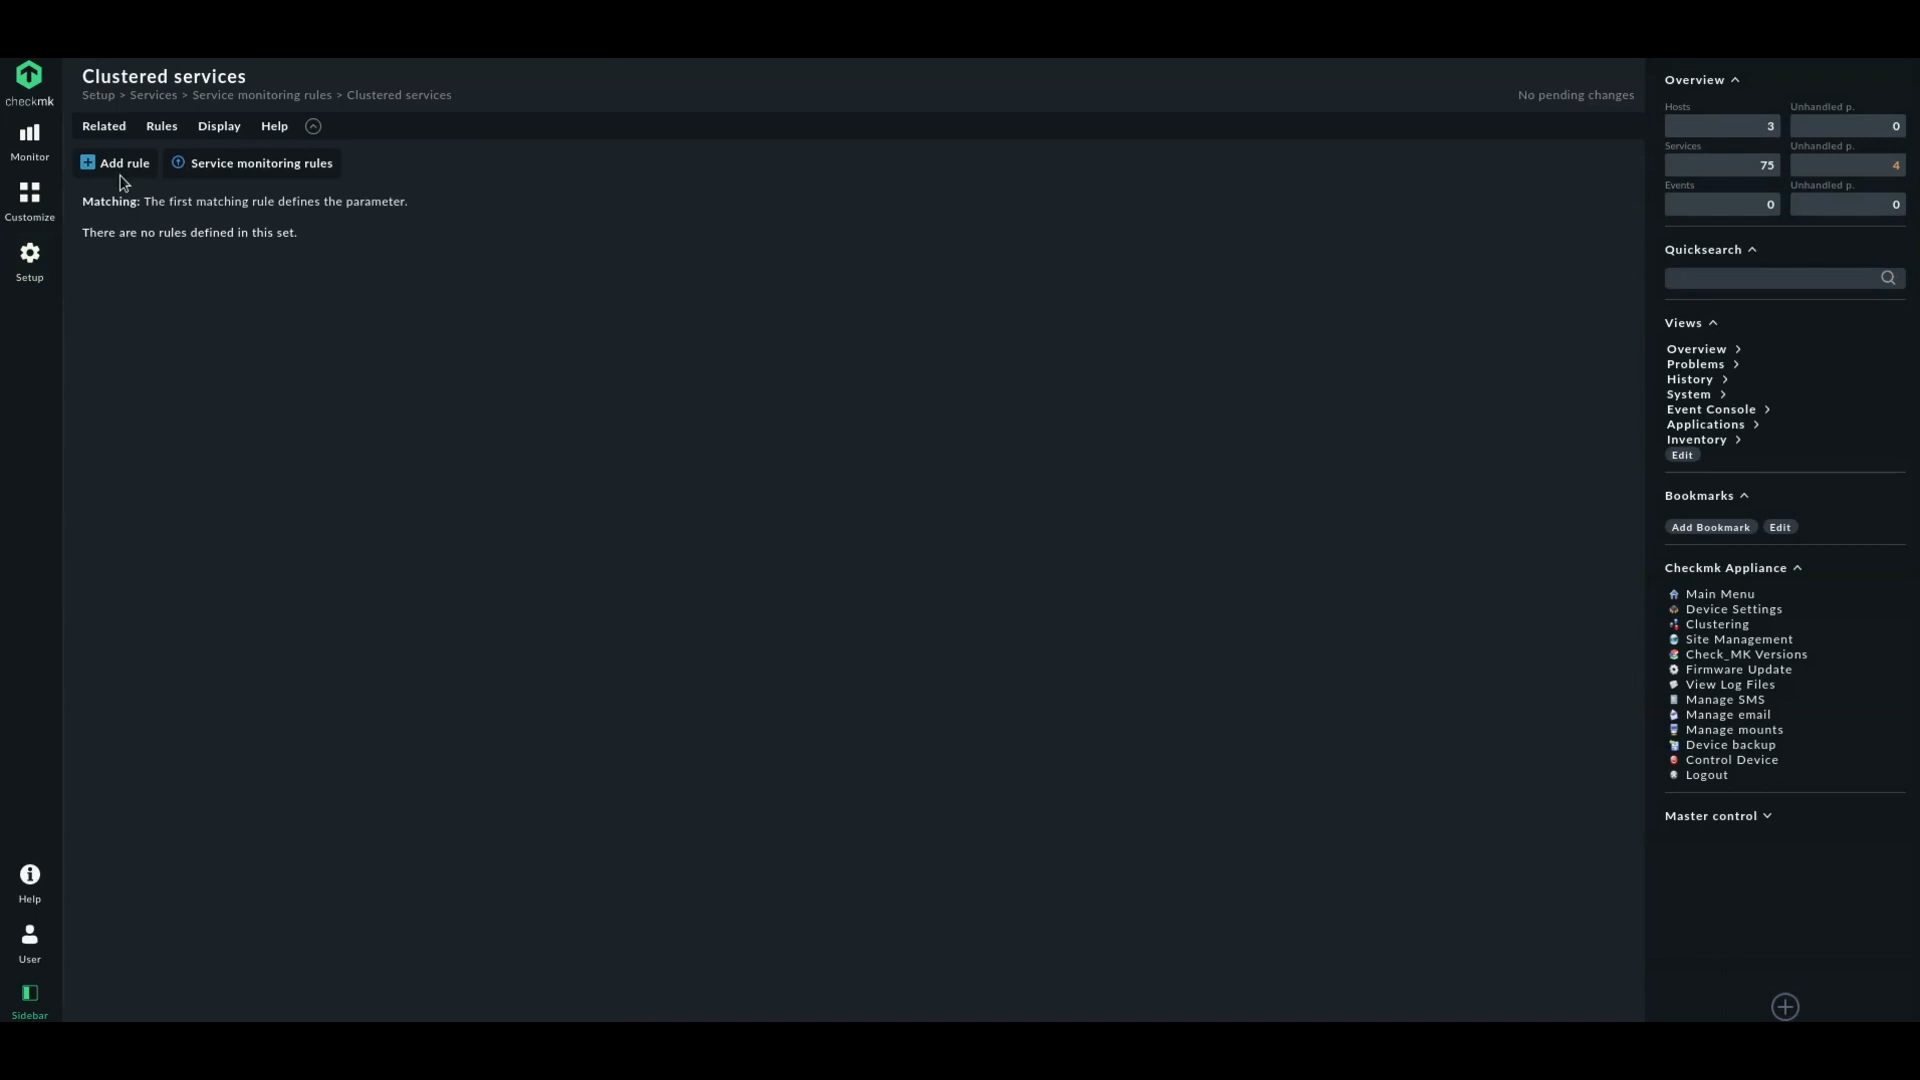 checkmk
Monitor
Customize
Setup
Help
User
Sidebar
Clustered services
Setup > Services > Service monitoring rules > Clustered services
No pending changes
Related Rules Display Help
Add rule Service monitoring rules
Matching: The first matching rule defines the parameter.
There are no rules defined in this set.
Overview
Hosts Unhandled p.
3 0
Services Unhandled p.
75 4
Events Unhandled p.
0 0
Quicksearch
Views
Overview
Problems
History
System
Event Console
Applications
Inventory
Edit
Bookmarks
Add Bookmark Edit
Checkmk Appliance
Main Menu
Device Settings
Clustering
Site Management
Check_MK Versions
Firmware Update
View Log Files
Manage SMS
Manage email
Manage mounts
Device backup
Control Device
Logout
Master control